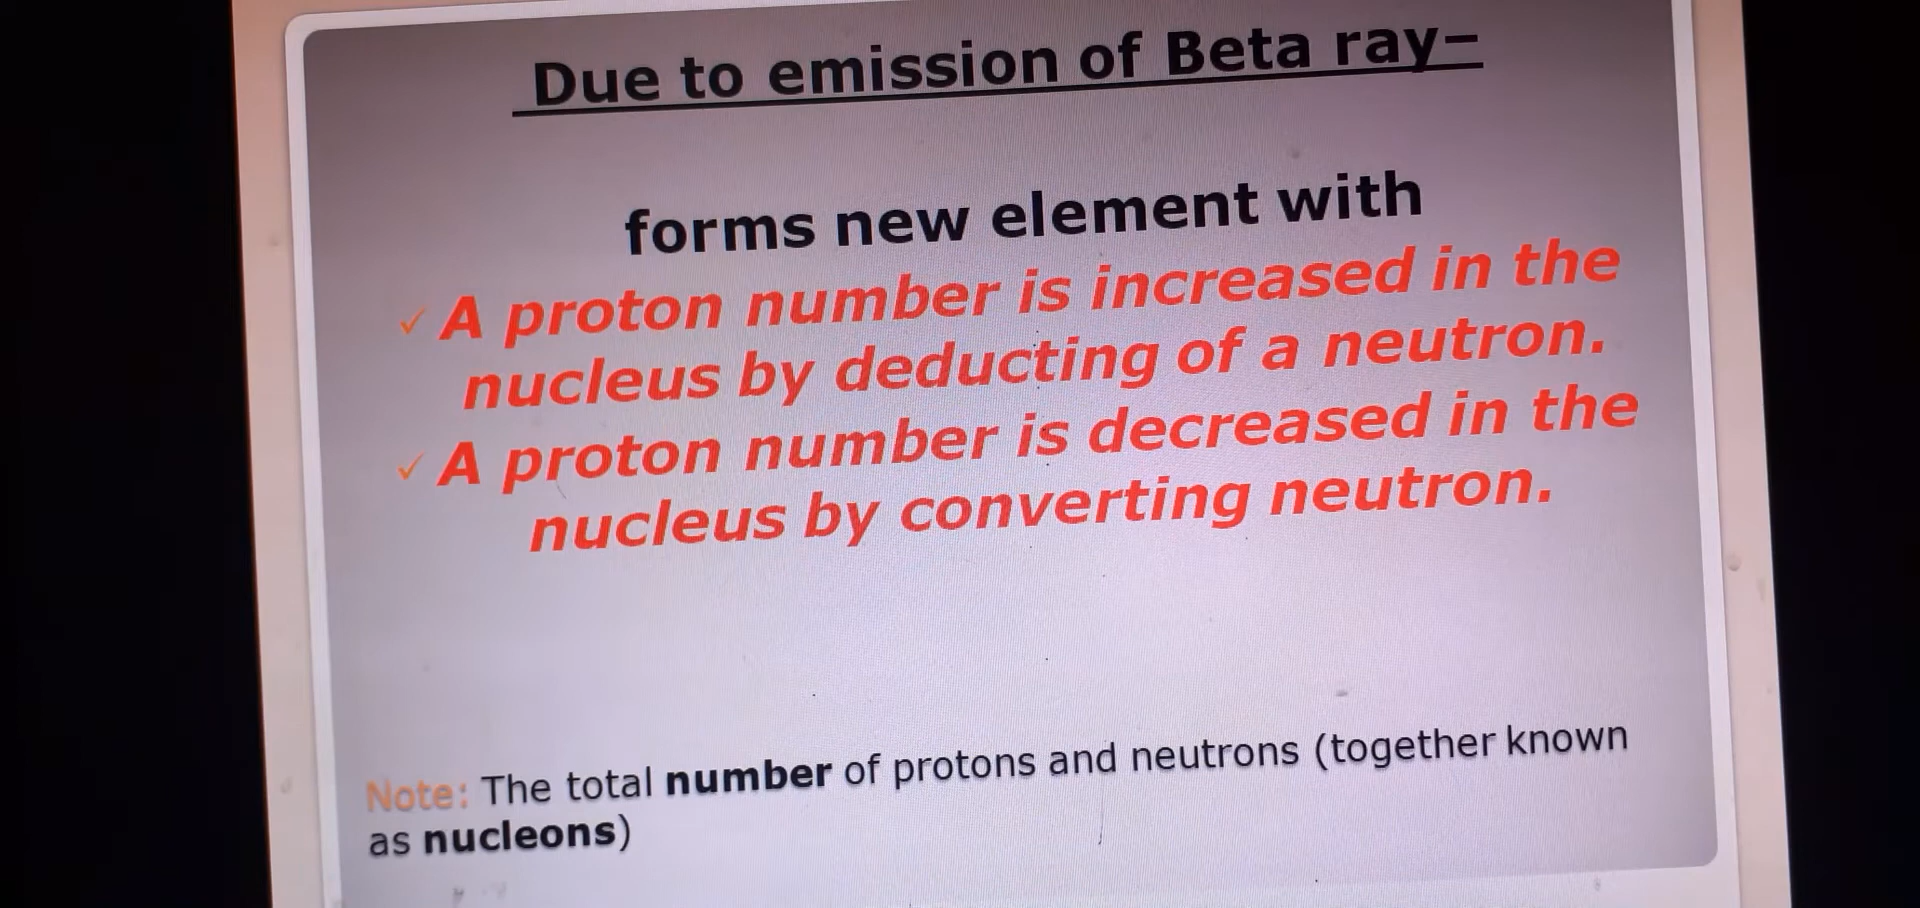 Due to emission of Beta ray–
forms new element with
✓ A proton number is increased in the
nucleus by deducting of a neutron.
✓ A proton number is decreased in the
nucleus by converting neutron.
Note: The total number of protons and neutrons (together known
as nucleons)